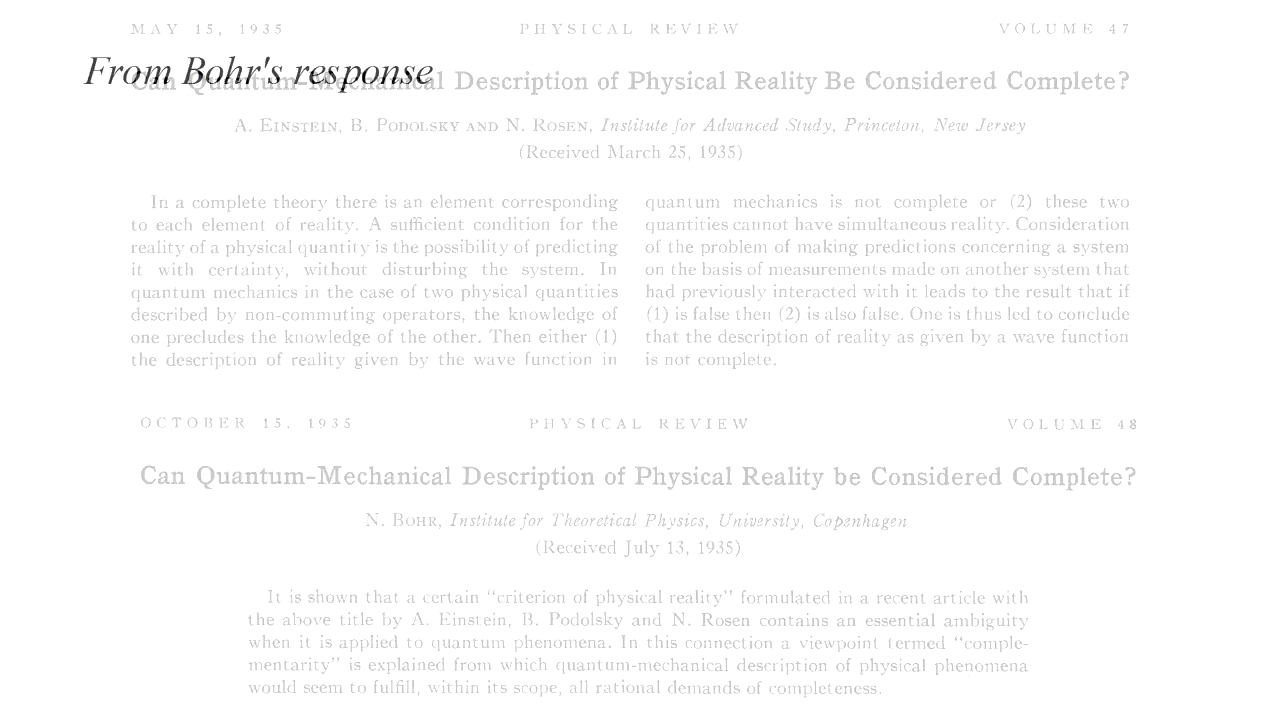 MAY 15, 1935 PHYSICAL REVIEW VOLUME 47
From Bohr's response
Can Quantum-Mechanical Description of Physical Reality Be Considered Complete?
A. EINSTEIN, B. PODOLSKY AND N. ROSEN, Institute for Advanced Study, Princeton, New Jersey
(Received March 25, 1935)
In a complete theory there is an element corresponding
to each element of reality. A sufficient condition for the
reality of a physical quantity is the possibility of predicting
it with certainty, without disturbing the system. In
quantum mechanics in the case of two physical quantities
described by non-commuting operators, the knowledge of
one precludes the knowledge of the other. Then either (1)
the description of reality given by the wave function in
quantum mechanics is not complete or (2) these two
quantities cannot have simultaneous reality. Consideration
of the problem of making predictions concerning a system
on the basis of measurements made on another system that
had previously interacted with it leads to the result that if
(1) is false then (2) is also false. One is thus led to conclude
that the description of reality as given by a wave function
is not complete.
OCTOBER 15, 1935 PHYSICAL REVIEW VOLUME 48
Can Quantum-Mechanical Description of Physical Reality be Considered Complete?
N. BOHR, Institute for Theoretical Physics, University, Copenhagen
(Received July 13, 1935)
It is shown that a certain "criterion of physical reality" formulated in a recent article with
the above title by A. Einstein, B. Podolsky and N. Rosen contains an essential ambiguity
when it is applied to quantum phenomena. In this connection a viewpoint termed "comple-
mentarity" is explained from which quantum-mechanical description of physical phenomena
would seem to fulfill, within its scope, all rational demands of completeness.